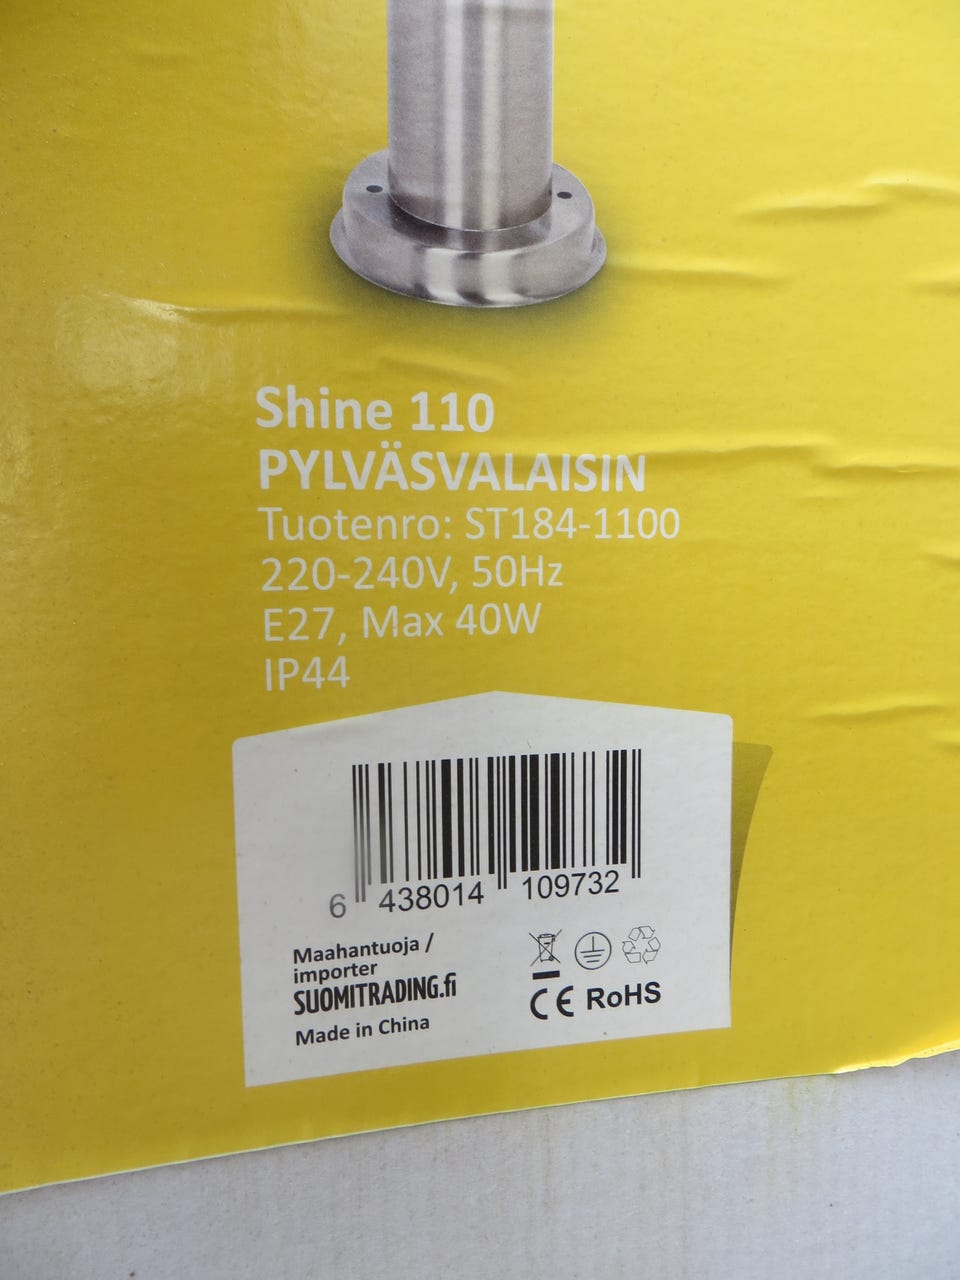 Shine 110
PYLVÄSVALAISIN
Tuotenro: ST184-1100
220-240V, 50Hz
E27, Max 40W
IP44
6 438014 109732
Maahantuoja /
importer
SUOMITRADING.fi
Made in China
CE RoHS